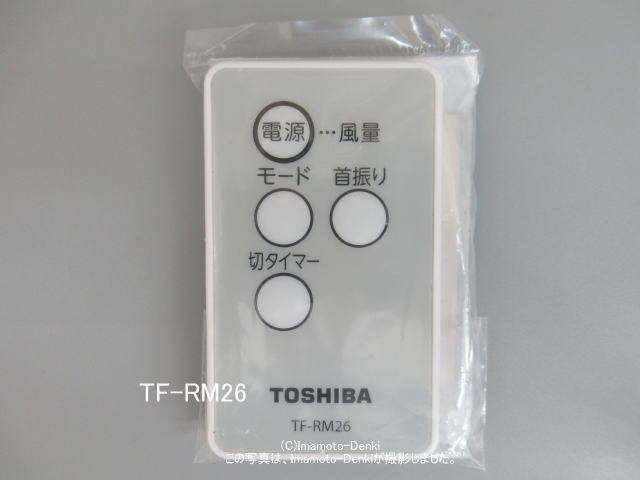 電源…風量
モード 首振り
切タイマー
TF-RM26
TOSHIBA
TF-RM26
(C)Imamoto-Denki
この写真は、Imamoto-Denkiが撮影しました。